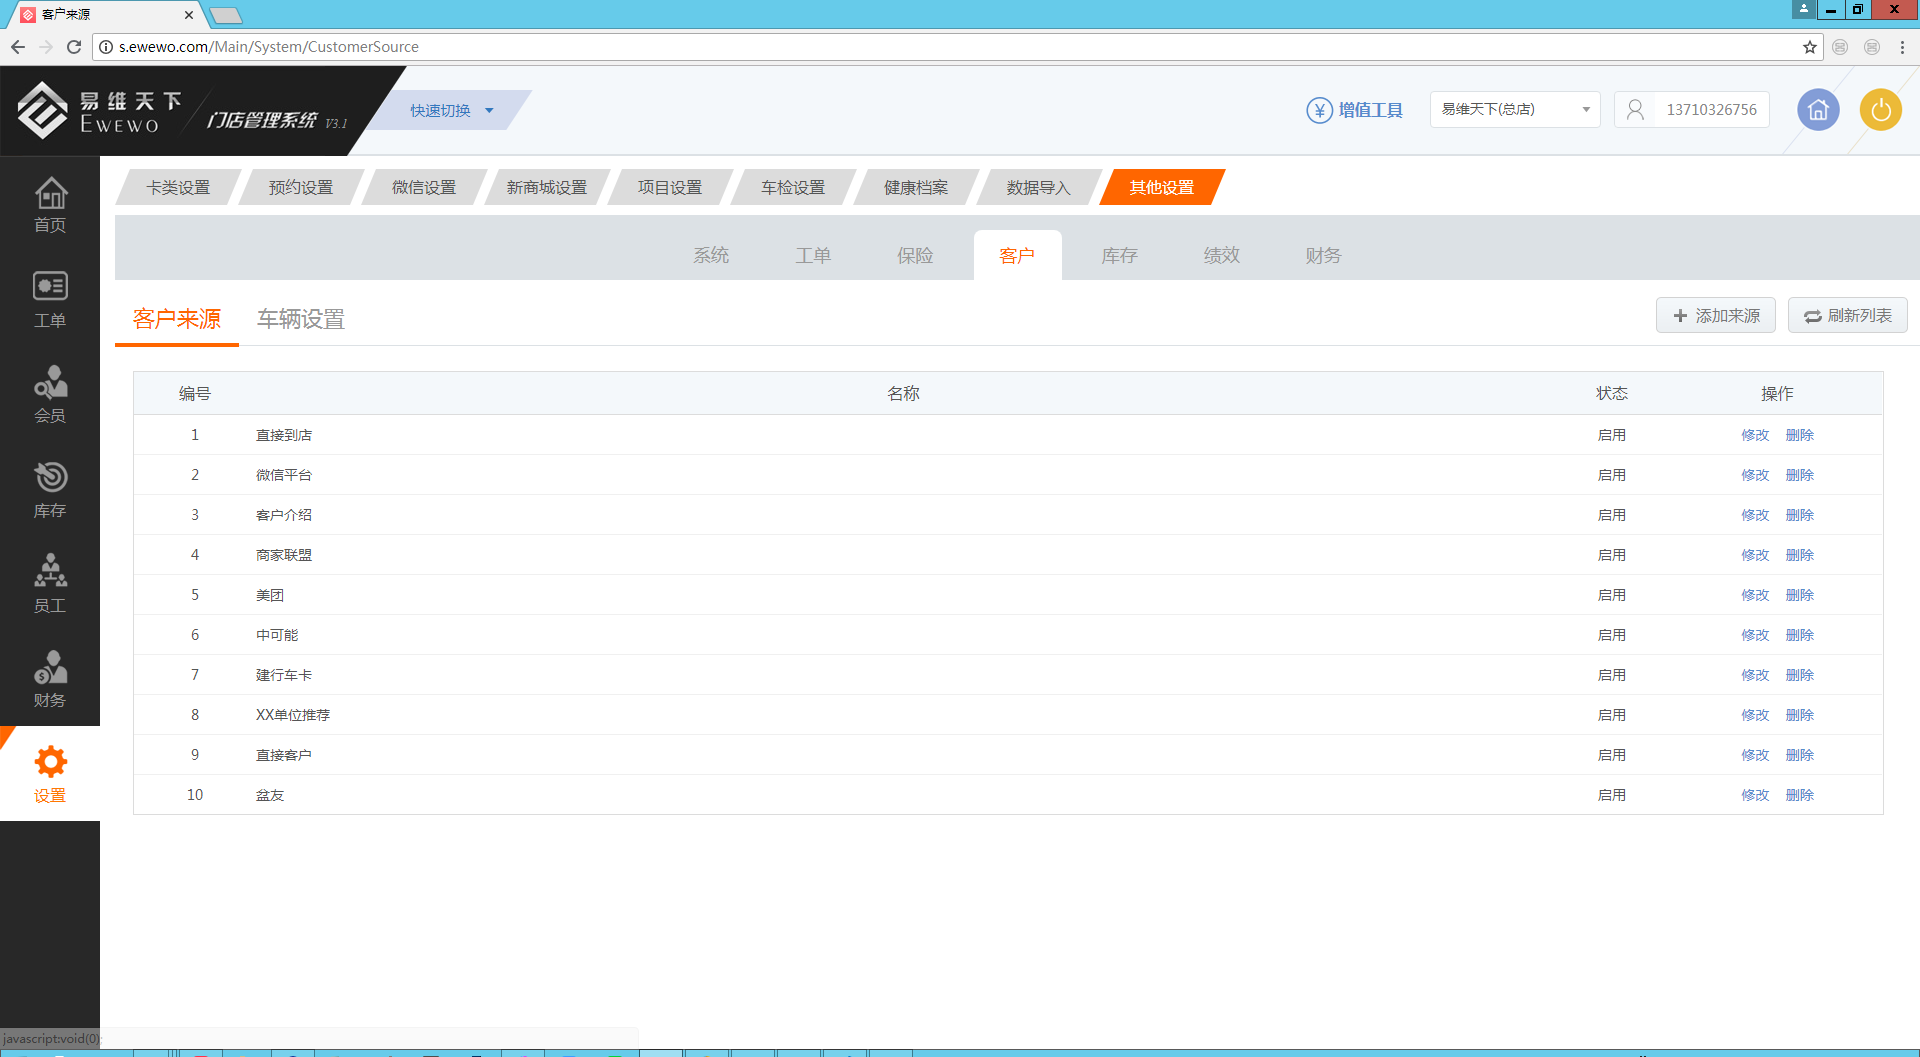 客户来源
s.ewewo.com/Main/System/CustomerSource
易维天下
EWEWO
门店管理系统 V3.1
快速切换
增值工具
易维天下(总店)
13710326756
首页
工单
会员
库存
员工
财务
设置
卡类设置 预约设置 微信设置 新商城设置 项目设置 车检设置 健康档案 数据导入 其他设置
系统 工单 保险 客户 库存 绩效 财务
客户来源 车辆设置 添加来源 刷新列表
编号 名称 状态 操作
1 直接到店 启用 修改 删除
2 微信平台 启用 修改 删除
3 客户介绍 启用 修改 删除
4 商家联盟 启用 修改 删除
5 美团 启用 修改 删除
6 中可能 启用 修改 删除
7 建行车卡 启用 修改 删除
8 XX单位推荐 启用 修改 删除
9 直接客户 启用 修改 删除
10 盆友 启用 修改 删除
javascript:void(0);